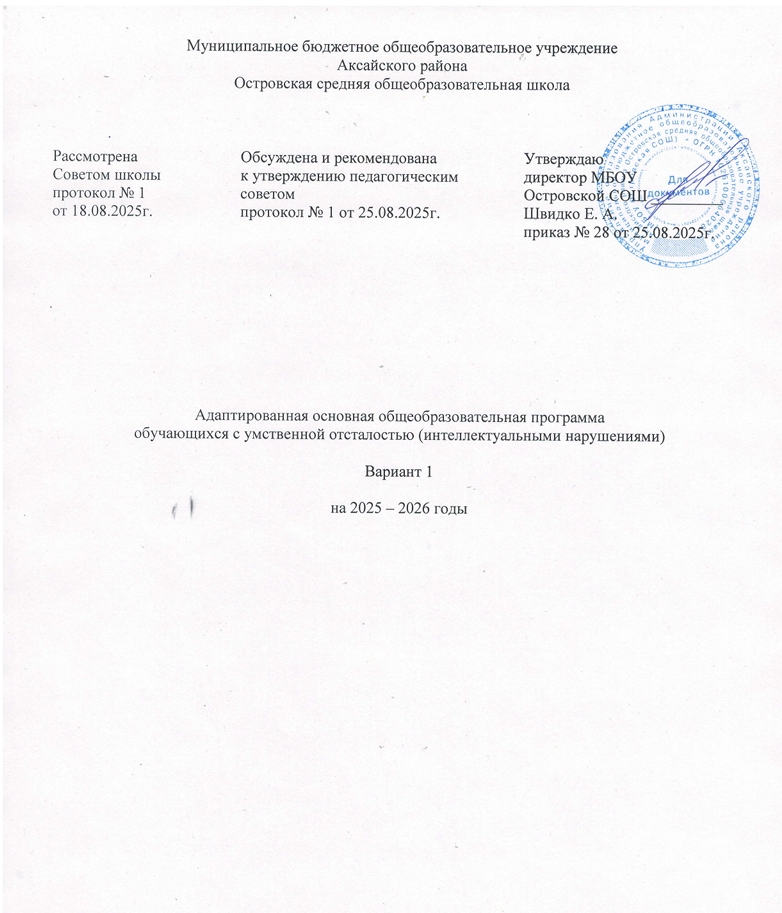 Муниципальное бюджетное общеобразовательное учреждение
Аксайского района
Островская средняя общеобразовательная школа
Рассмотрена
Советом школы
протокол № 1
от 18.08.2025г.
Обсуждена и рекомендована
к утверждению педагогическим
советом
протокол № 1 от 25.08.2025г.
Утверждаю
директор МБОУ
Островской СОШ
Швидко Е. А.
приказ № 28 от 25.08.2025г.
Для
документов
Адаптированная основная общеобразовательная программа
обучающихся с умственной отсталостью (интеллектуальными нарушениями)
Вариант 1
на 2025 – 2026 годы